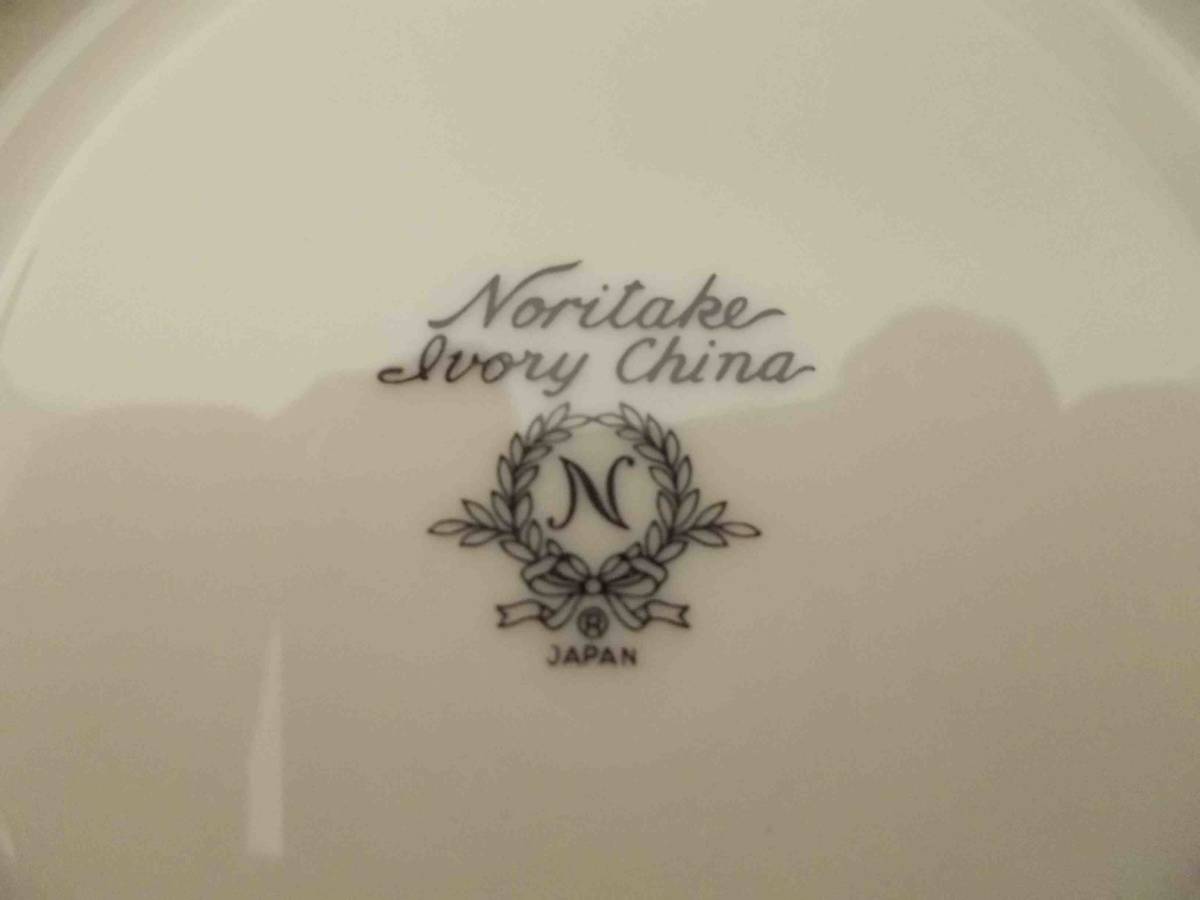 Noritake
Ivory China
N
®
JAPAN